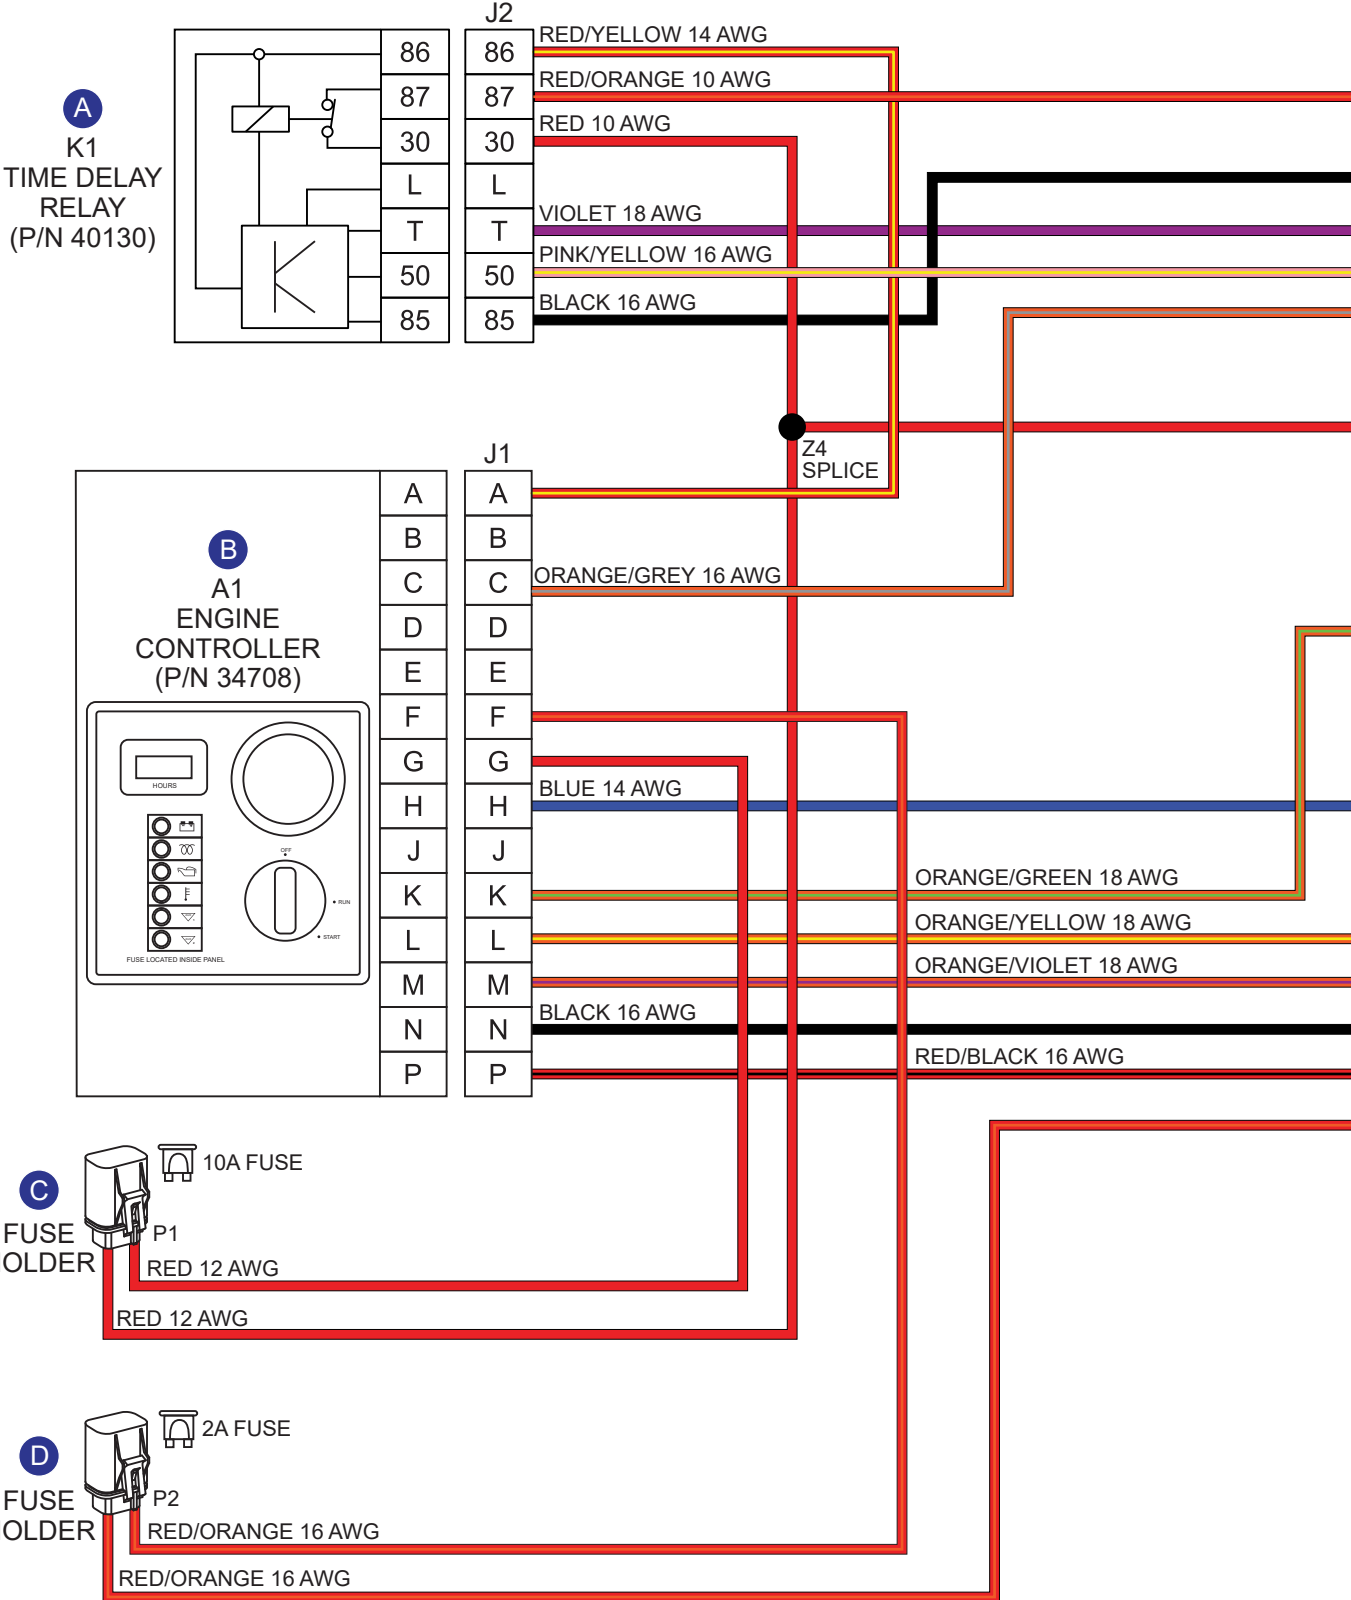 J2
A
K1
TIME DELAY
RELAY
(P/N 40130)
86
87
30
L
T
50
85
86
87
30
L
T
50
85
RED/YELLOW 14 AWG
RED/ORANGE 10 AWG
RED 10 AWG
VIOLET 18 AWG
PINK/YELLOW 16 AWG
BLACK 16 AWG
Z4
SPLICE
J1
B
A1
ENGINE
CONTROLLER
(P/N 34708)
HOURS
OFF
RUN
START
FUSE LOCATED INSIDE PANEL
A
B
C
D
E
F
G
H
J
K
L
M
N
P
A
B
C
D
E
F
G
H
J
K
L
M
N
P
ORANGE/GREY 16 AWG
BLUE 14 AWG
ORANGE/GREEN 18 AWG
ORANGE/YELLOW 18 AWG
ORANGE/VIOLET 18 AWG
BLACK 16 AWG
RED/BLACK 16 AWG
C
FUSE
OLDER
10A FUSE
P1
RED 12 AWG
RED 12 AWG
D
FUSE
OLDER
2A FUSE
P2
RED/ORANGE 16 AWG
RED/ORANGE 16 AWG